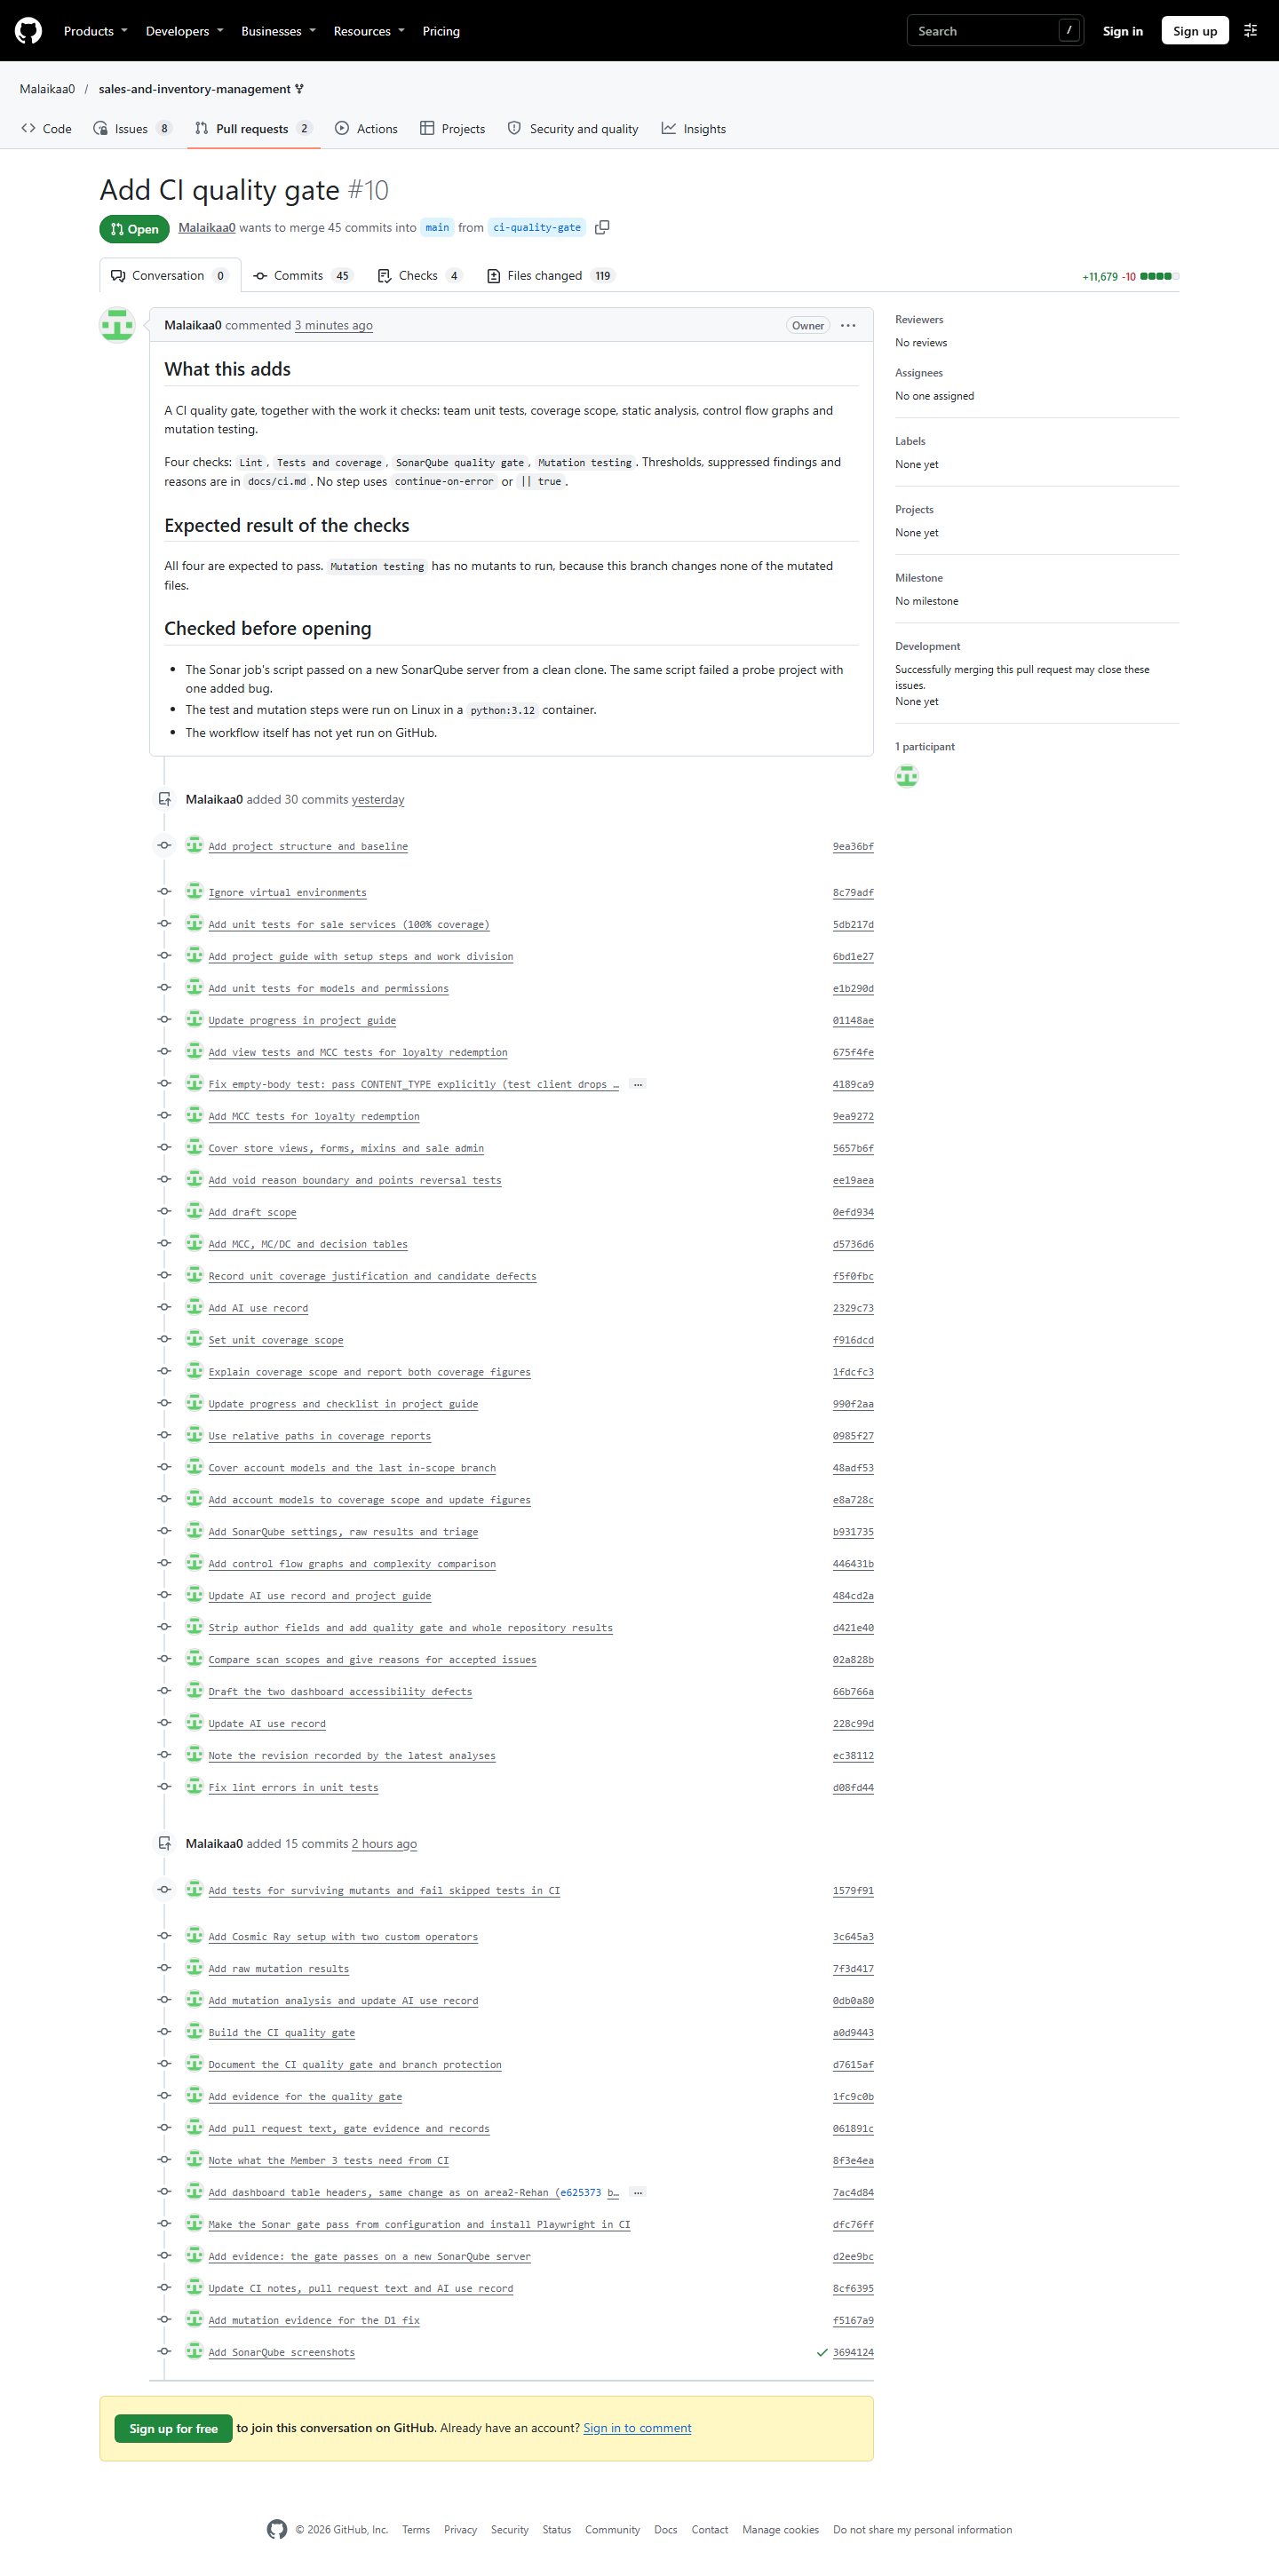 Products Developers Businesses Resources Pricing Search / Sign in Sign up
Malaikaa0 / sales-and-inventory-management
Code Issues 8 Pull requests 2 Actions Projects Security and quality Insights
Add CI quality gate #10
Open Malaikaa0 wants to merge 45 commits into main from ci-quality-gate
Conversation 0 Commits 45 Checks 4 Files changed 119 +11,679 -10
Malaikaa0 commented 3 minutes ago Owner ...
What this adds
A CI quality gate, together with the work it checks: team unit tests, coverage scope, static analysis, control flow graphs and
mutation testing.
Four checks: Lint, Tests and coverage, SonarQube quality gate, Mutation testing. Thresholds, suppressed findings and
reasons are in docs/ci.md. No step uses continue-on-error or || true.
Expected result of the checks
All four are expected to pass. Mutation testing has no mutants to run, because this branch changes none of the mutated
files.
Checked before opening
The Sonar job's script passed on a new SonarQube server from a clean clone. The same script failed a probe project with
one added bug.
The test and mutation steps were run on Linux in a python:3.12 container.
The workflow itself has not yet run on GitHub.
Reviewers
No reviews
Assignees
No one assigned
Labels
None yet
Projects
None yet
Milestone
No milestone
Development
Successfully merging this pull request may close these
issues.
None yet
1 participant
Malaikaa0 added 30 commits yesterday
Add project structure and baseline 9ea36bf
Ignore virtual environments 8c79adf
Add unit tests for sale services (100% coverage) 5db217d
Add project guide with setup steps and work division 6bd1e27
Add unit tests for models and permissions e1b290d
Update progress in project guide 01148ae
Add view tests and MCC tests for loyalty redemption 675f4fe
Fix empty-body test: pass CONTENT_TYPE explicitly (test client drops … ... 4189ca9
Add MCC tests for loyalty redemption 9ea9272
Cover store views, forms, mixins and sale admin 5657b6f
Add void reason boundary and points reversal tests ee19aea
Add draft scope 0efd934
Add MCC, MC/DC and decision tables d5736d6
Record unit coverage justification and candidate defects f5f0fbc
Add AI use record 2329c73
Set unit coverage scope f916dcd
Explain coverage scope and report both coverage figures 1fdcfc3
Update progress and checklist in project guide 990f2aa
Use relative paths in coverage reports 0985f27
Cover account models and the last in-scope branch 48adf53
Add account models to coverage scope and update figures e8a728c
Add SonarQube settings, raw results and triage b931735
Add control flow graphs and complexity comparison 446431b
Update AI use record and project guide 484cd2a
Strip author fields and add quality gate and whole repository results d421e40
Compare scan scopes and give reasons for accepted issues 02a828b
Draft the two dashboard accessibility defects 66b766a
Update AI use record 228c99d
Note the revision recorded by the latest analyses ec38112
Fix lint errors in unit tests d08fd44
Malaikaa0 added 15 commits 2 hours ago
Add tests for surviving mutants and fail skipped tests in CI 1579f91
Add Cosmic Ray setup with two custom operators 3c645a3
Add raw mutation results 7f3d417
Add mutation analysis and update AI use record 0db0a80
Build the CI quality gate a0d9443
Document the CI quality gate and branch protection d7615af
Add evidence for the quality gate 1fc9c0b
Add pull request text, gate evidence and records 061891c
Note what the Member 3 tests need from CI 8f3e4ea
Add dashboard table headers, same change as on area2-Rehan (e625373 b… ... 7ac4d84
Make the Sonar gate pass from configuration and install Playwright in CI dfc76ff
Add evidence: the gate passes on a new SonarQube server d2ee9bc
Update CI notes, pull request text and AI use record 8cf6395
Add mutation evidence for the D1 fix f5167a9
Add SonarQube screenshots 3694124
Sign up for free to join this conversation on GitHub. Already have an account? Sign in to comment
© 2026 GitHub, Inc. Terms Privacy Security Status Community Docs Contact Manage cookies Do not share my personal information